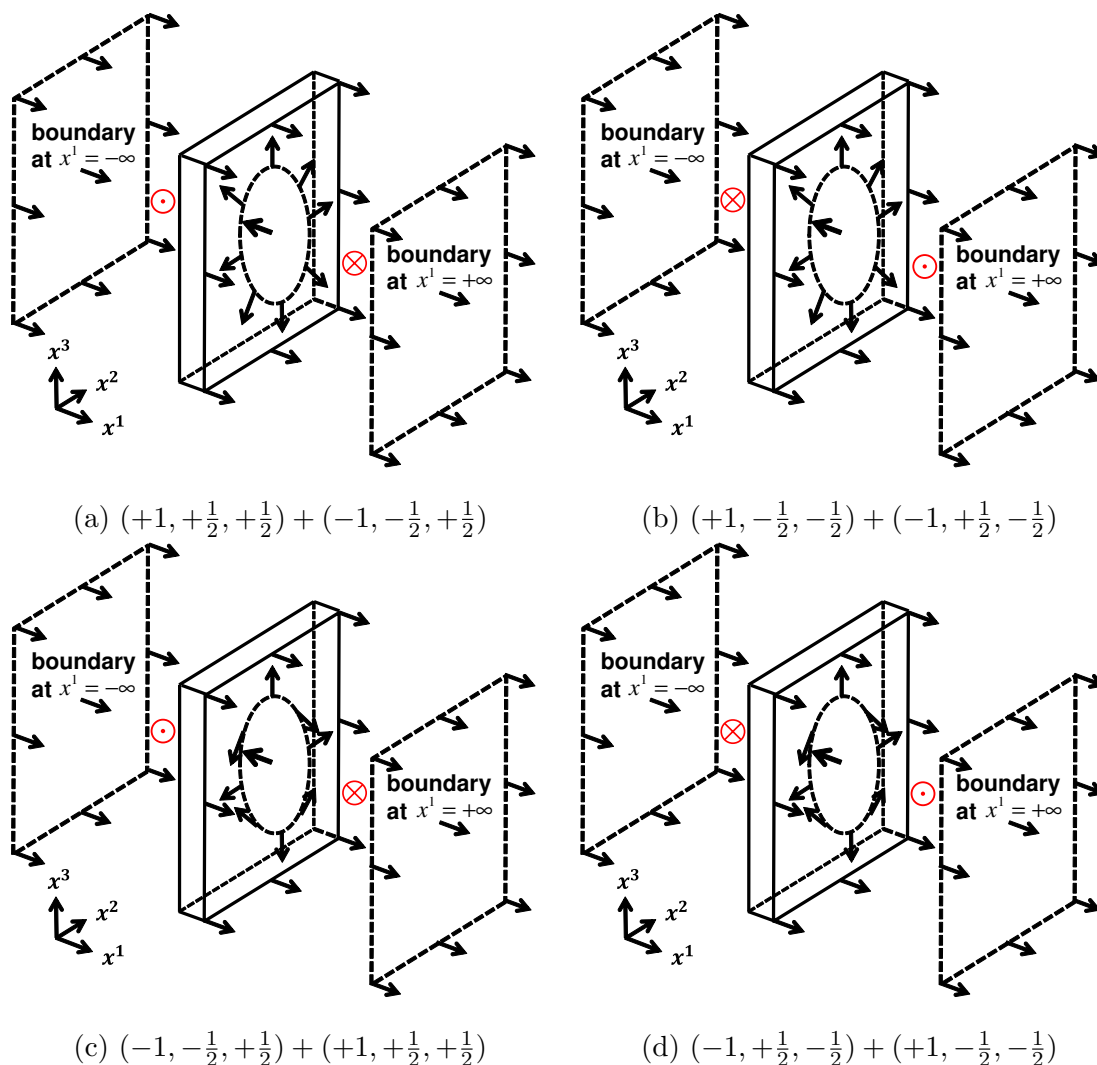 boundary
at x¹ = −∞
boundary
at x¹ = +∞
x³
x²
x¹
(a) (+1, +1/2, +1/2) + (−1, −1/2, +1/2)
boundary
at x¹ = −∞
boundary
at x¹ = +∞
x³
x²
x¹
(b) (+1, −1/2, −1/2) + (−1, +1/2, −1/2)
boundary
at x¹ = −∞
boundary
at x¹ = +∞
x³
x²
x¹
(c) (−1, −1/2, +1/2) + (+1, +1/2, +1/2)
boundary
at x¹ = −∞
boundary
at x¹ = +∞
x³
x²
x¹
(d) (−1, +1/2, −1/2) + (+1, −1/2, −1/2)